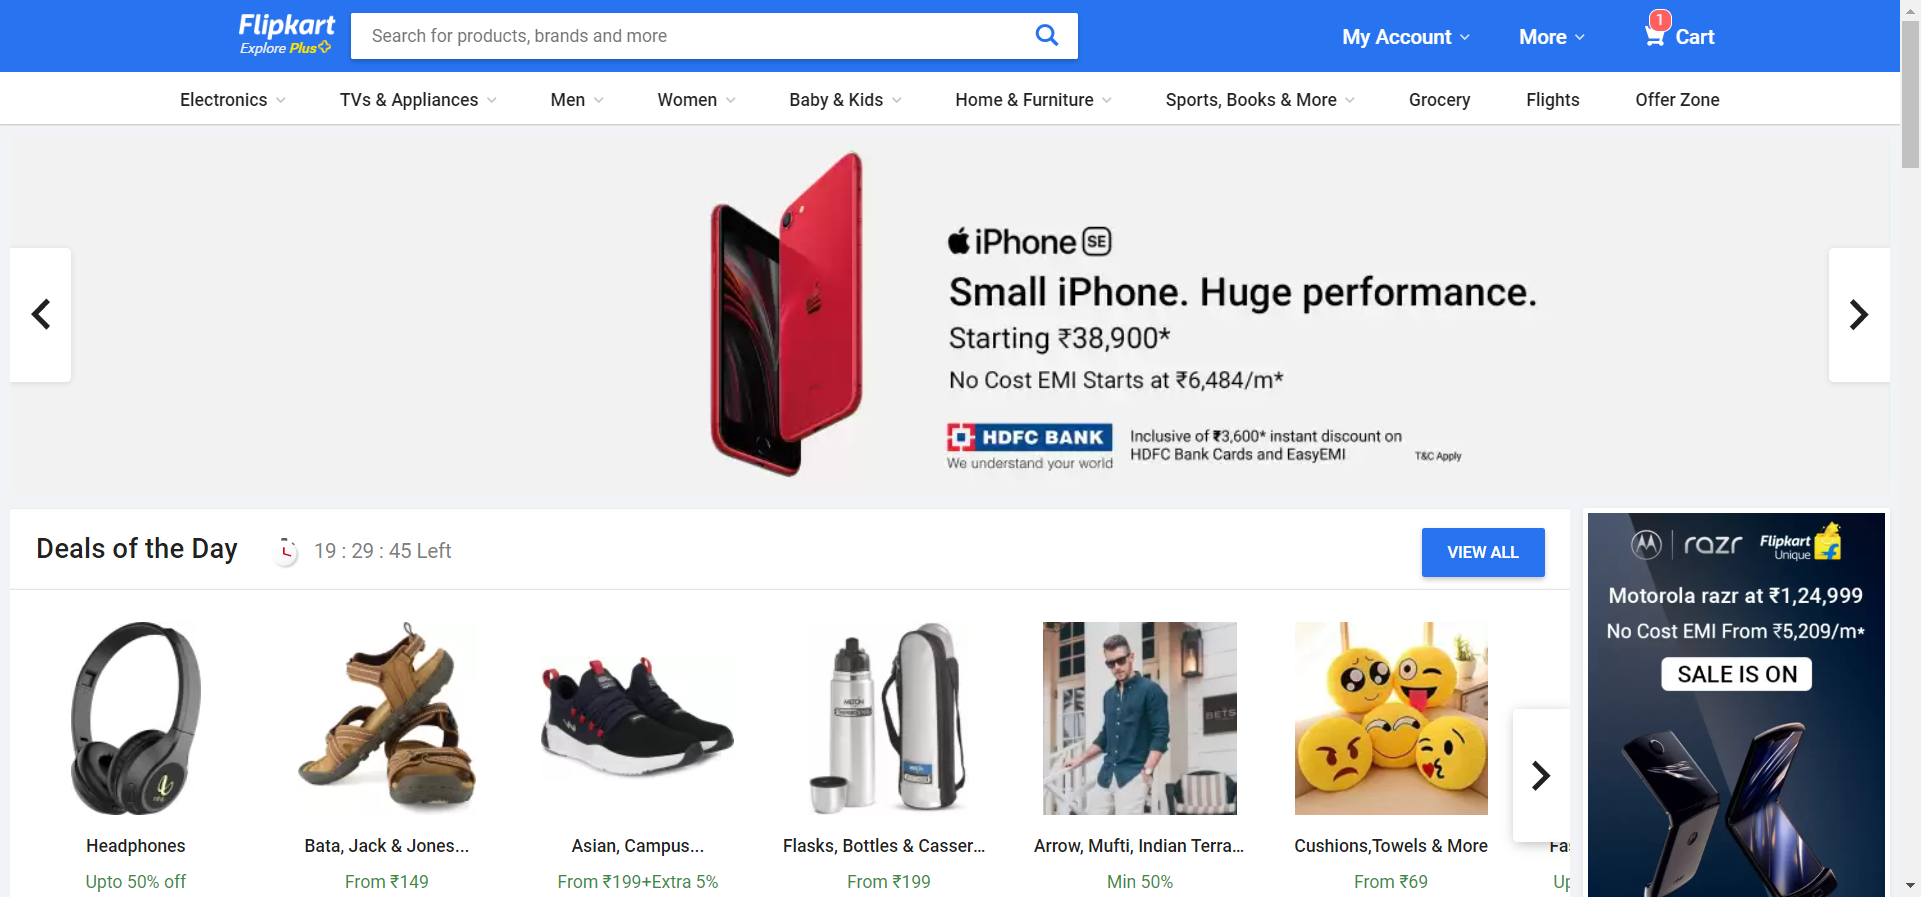 Flipkart
Explore Plus
Search for products, brands and more
My Account
More
1
Cart
Electronics
TVs & Appliances
Men
Women
Baby & Kids
Home & Furniture
Sports, Books & More
Grocery
Flights
Offer Zone
iPhone SE
Small iPhone. Huge performance.
Starting ₹38,900*
No Cost EMI Starts at ₹6,484/m*
HDFC BANK
We understand your world
Inclusive of ₹3,600* instant discount on
HDFC Bank Cards and EasyEMI
T&C Apply
Deals of the Day
19 : 29 : 45 Left
VIEW ALL
razr
Flipkart
Unique
Motorola razr at ₹1,24,999
No Cost EMI From ₹5,209/m*
SALE IS ON
MILTON
BETS
Headphones
Upto 50% off
Bata, Jack & Jones...
From ₹149
Asian, Campus...
From ₹199+Extra 5%
Flasks, Bottles & Casser...
From ₹199
Arrow, Mufti, Indian Terra...
Min 50%
Cushions,Towels & More
From ₹69